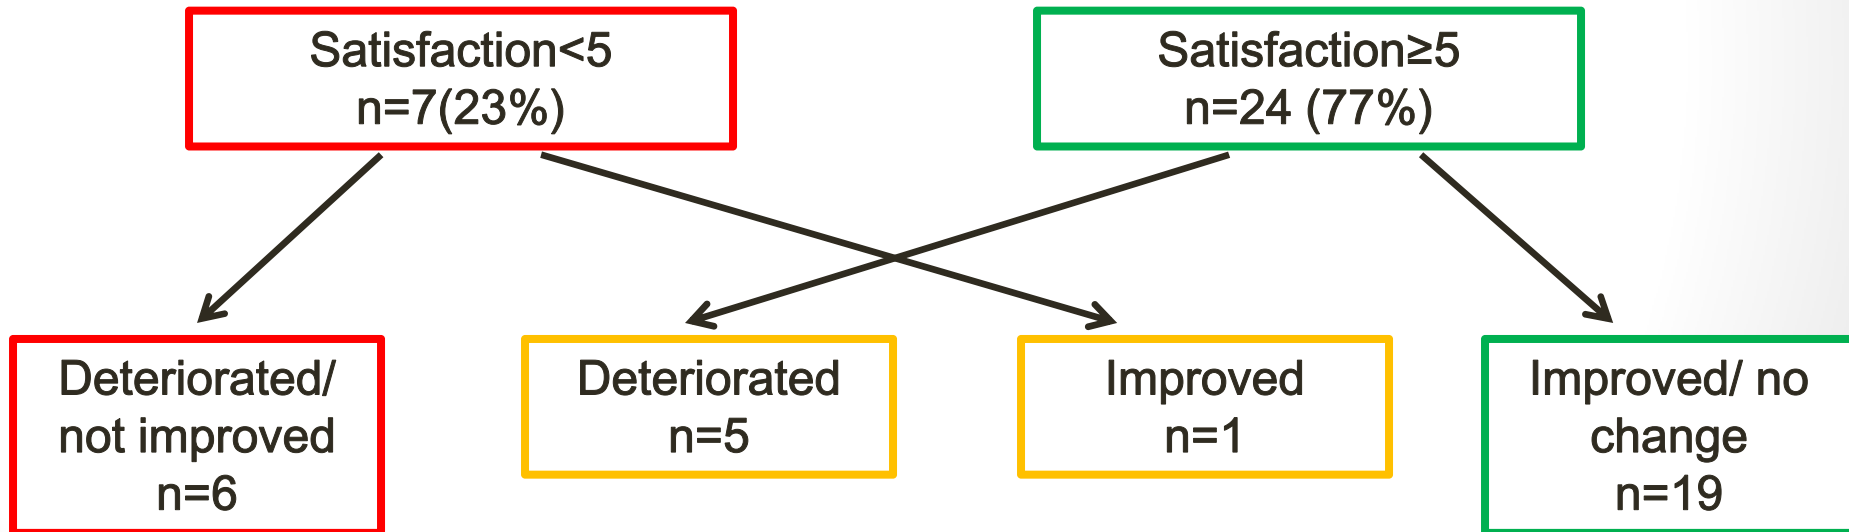 Satisfaction<5
n=7(23%)
Satisfaction≥5
n=24 (77%)
Deteriorated/
not improved
n=6
Deteriorated
n=5
Improved
n=1
Improved/ no
change
n=19